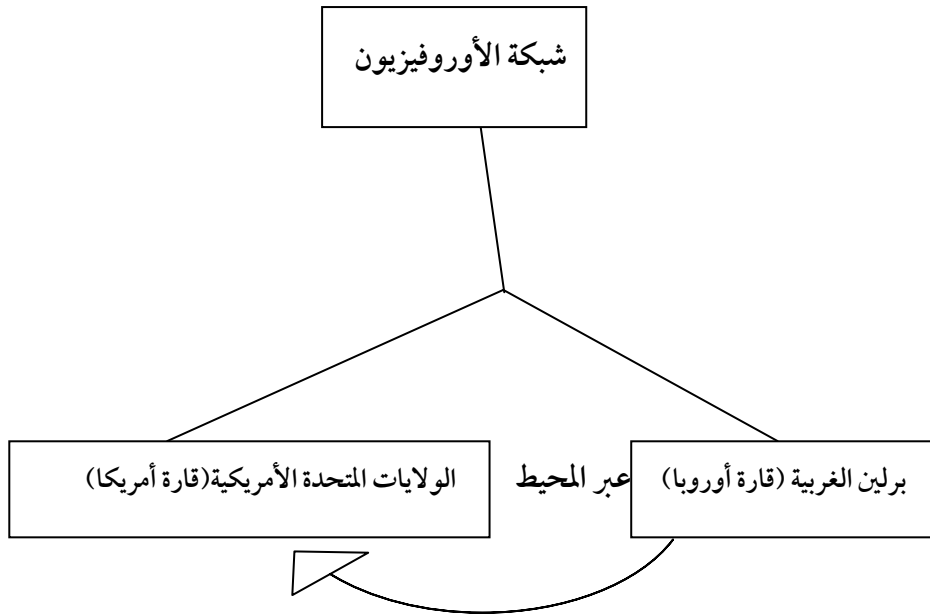 شبكة الأوروفيزيون
برلين الغربية (قارة أوروبا)
عبر المحيط
الولايات المتحدة الأمريكية(قارة أمريكا)